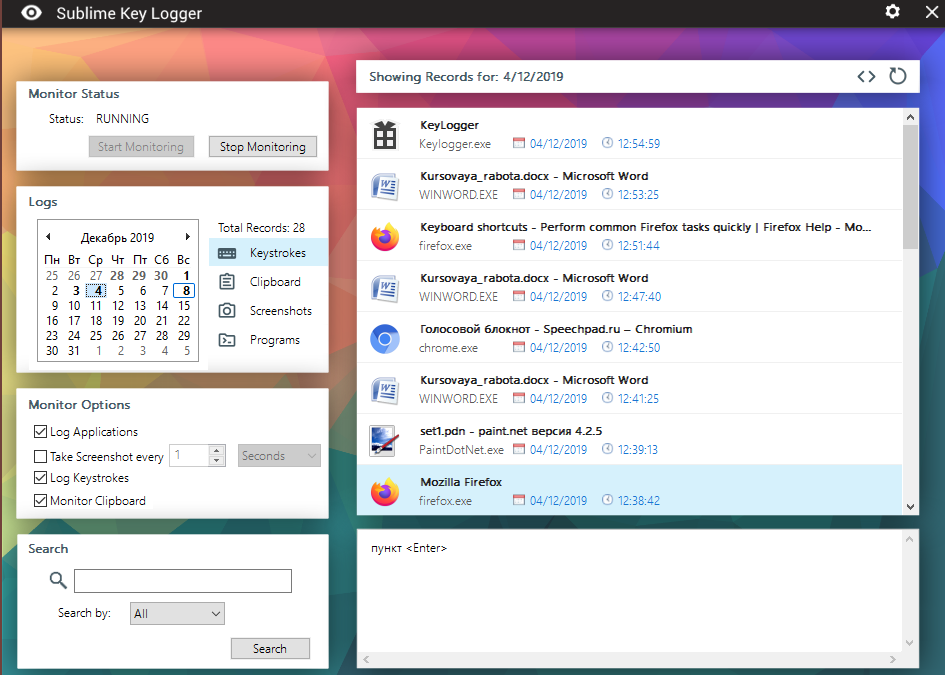 Sublime Key Logger
Monitor Status
Status: RUNNING
Start Monitoring Stop Monitoring
Logs
Декабрь 2019
Пн Вт Ср Чт Пт Сб Вс
25 26 27 28 29 30 1
2 3 4 5 6 7 8
9 10 11 12 13 14 15
16 17 18 19 20 21 22
23 24 25 26 27 28 29
30 31 1 2 3 4 5
Total Records: 28
Keystrokes
Clipboard
Screenshots
Programs
Monitor Options
Log Applications
Take Screenshot every 1 Seconds
Log Keystrokes
Monitor Clipboard
Search
Search by: All
Search
Showing Records for: 4/12/2019
KeyLogger
Keylogger.exe 04/12/2019 12:54:59
Kursovaya_rabota.docx - Microsoft Word
WINWORD.EXE 04/12/2019 12:53:25
Keyboard shortcuts - Perform common Firefox tasks quickly | Firefox Help - Mo...
firefox.exe 04/12/2019 12:51:44
Kursovaya_rabota.docx - Microsoft Word
WINWORD.EXE 04/12/2019 12:47:40
Голосовой блокнот - Speechpad.ru – Chromium
chrome.exe 04/12/2019 12:42:50
Kursovaya_rabota.docx - Microsoft Word
WINWORD.EXE 04/12/2019 12:41:25
set1.pdn - paint.net версия 4.2.5
PaintDotNet.exe 04/12/2019 12:39:13
Mozilla Firefox
firefox.exe 04/12/2019 12:38:42
пункт <Enter>